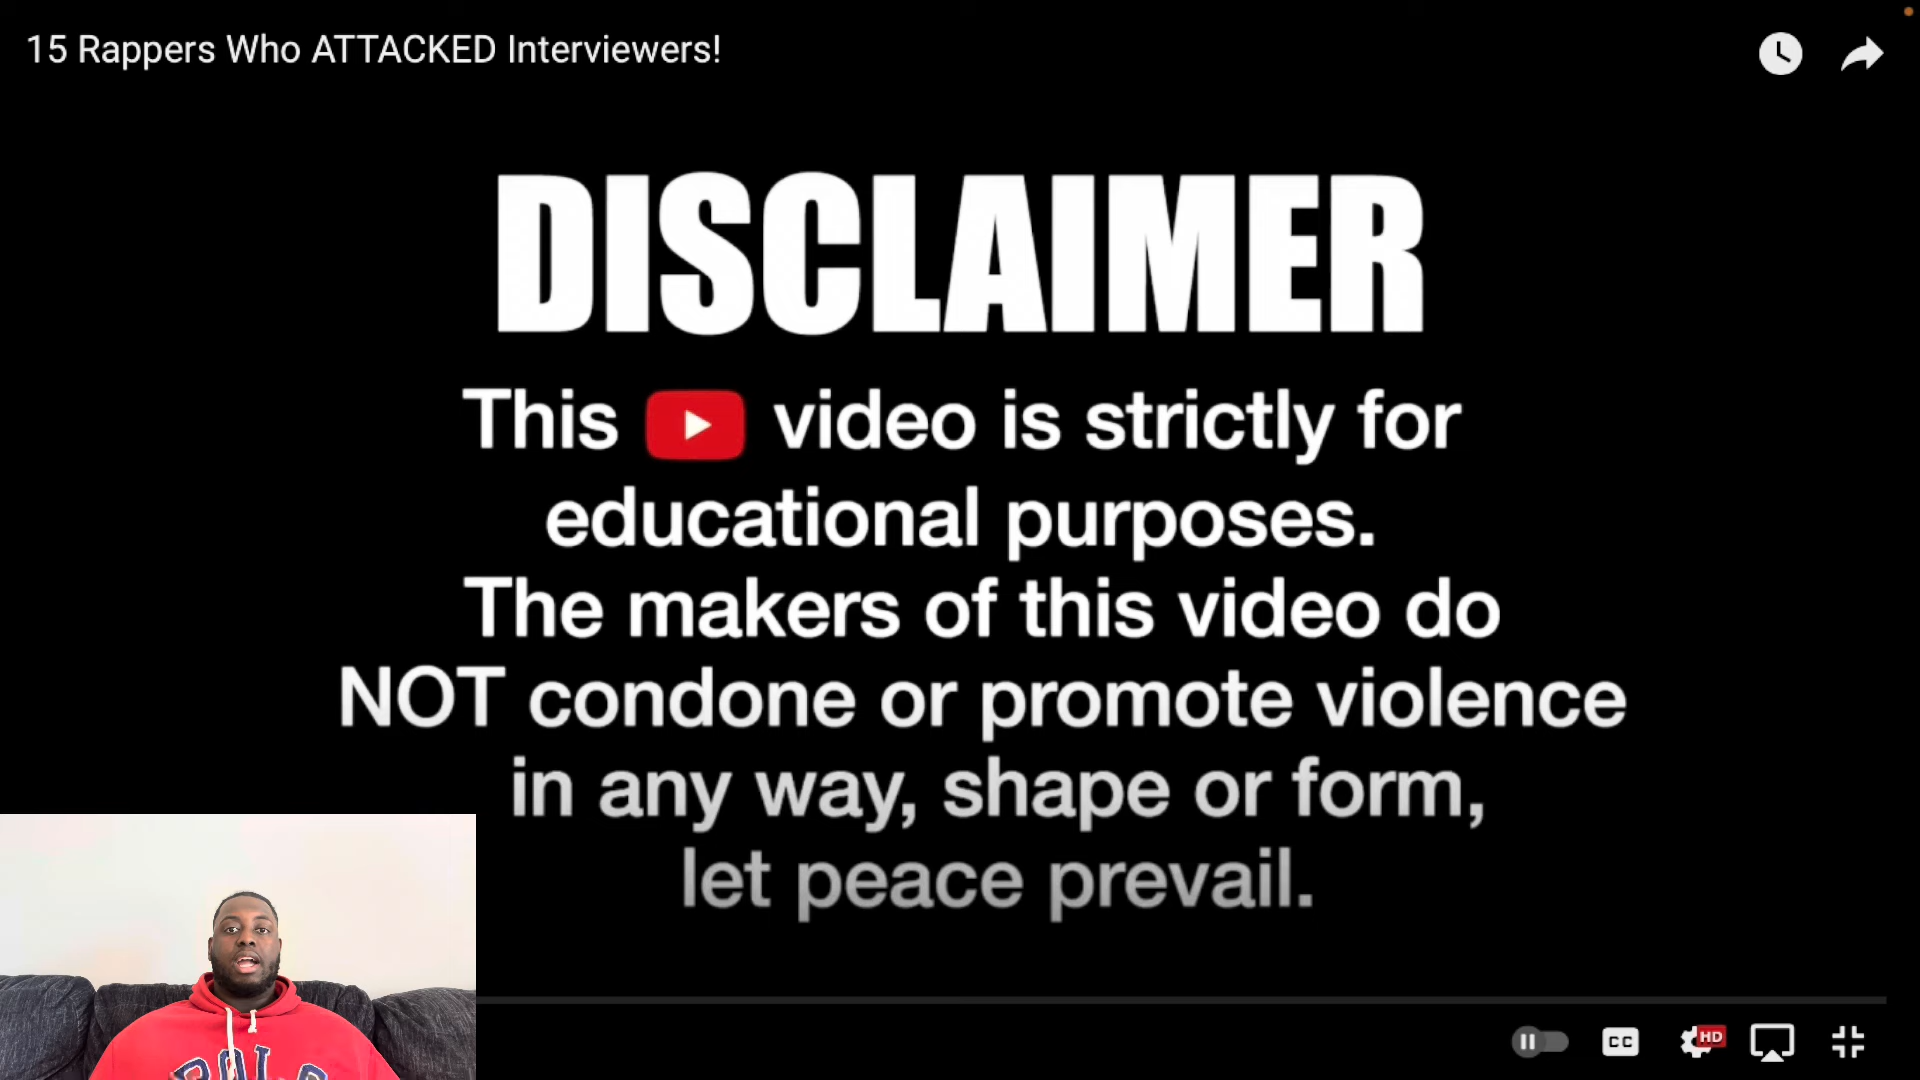 15 Rappers Who ATTACKED Interviewers!
DISCLAIMER
This video is strictly for
educational purposes.
The makers of this video do
NOT condone or promote violence
in any way, shape or form,
let peace prevail.
POLO
CC
HD